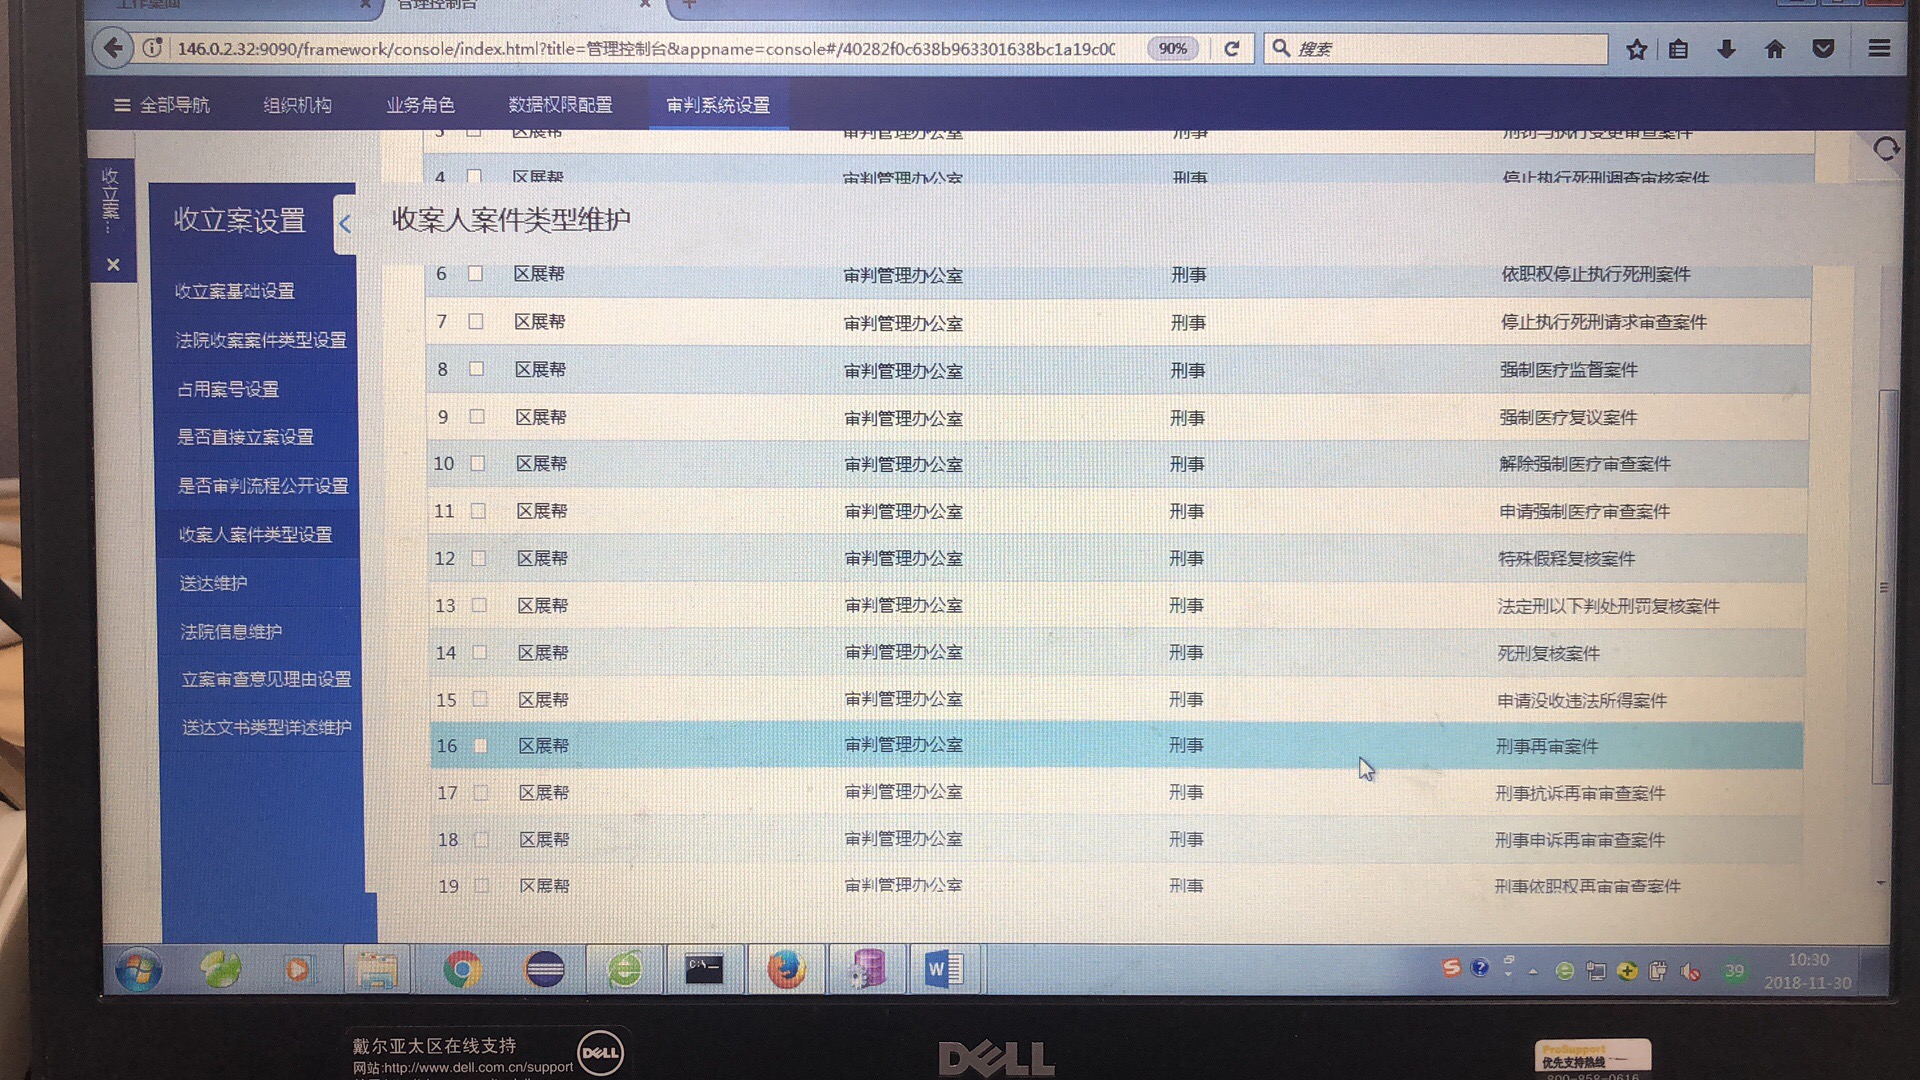 工作桌面
管理控制台
146.0.2.32:9090/framework/console/index.html?title=管理控制台&appname=console#/40282f0c638b963301638bc1a19c00
90%
搜索
全部导航 组织机构 业务角色 数据权限配置 审判系统设置
收立案...
收立案设置
收案人案件类型维护
收立案基础设置
法院收案案件类型设置
占用案号设置
是否直接立案设置
是否审判流程公开设置
收案人案件类型设置
送达维护
法院信息维护
立案审查意见理由设置
送达文书类型详述维护
5 区展帮 审判管理办公室 刑事 刑罚与执行变更审查案件
4 区展帮 审判管理办公室 刑事 停止执行死刑调查审核案件
6 区展帮 审判管理办公室 刑事 依职权停止执行死刑案件
7 区展帮 审判管理办公室 刑事 停止执行死刑请求审查案件
8 区展帮 审判管理办公室 刑事 强制医疗监督案件
9 区展帮 审判管理办公室 刑事 强制医疗复议案件
10 区展帮 审判管理办公室 刑事 解除强制医疗审查案件
11 区展帮 审判管理办公室 刑事 申请强制医疗审查案件
12 区展帮 审判管理办公室 刑事 特殊假释复核案件
13 区展帮 审判管理办公室 刑事 法定刑以下判处刑罚复核案件
14 区展帮 审判管理办公室 刑事 死刑复核案件
15 区展帮 审判管理办公室 刑事 申请没收违法所得案件
16 区展帮 审判管理办公室 刑事 刑事再审案件
17 区展帮 审判管理办公室 刑事 刑事抗诉再审审查案件
18 区展帮 审判管理办公室 刑事 刑事申诉再审审查案件
19 区展帮 审判管理办公室 刑事 刑事依职权再审审查案件
39
10:30
2018-11-30
戴尔亚太区在线支持
网站:http://www.dell.com.cn/support
DELL
DELL
ProSupport
优先支持热线
800-858-0616